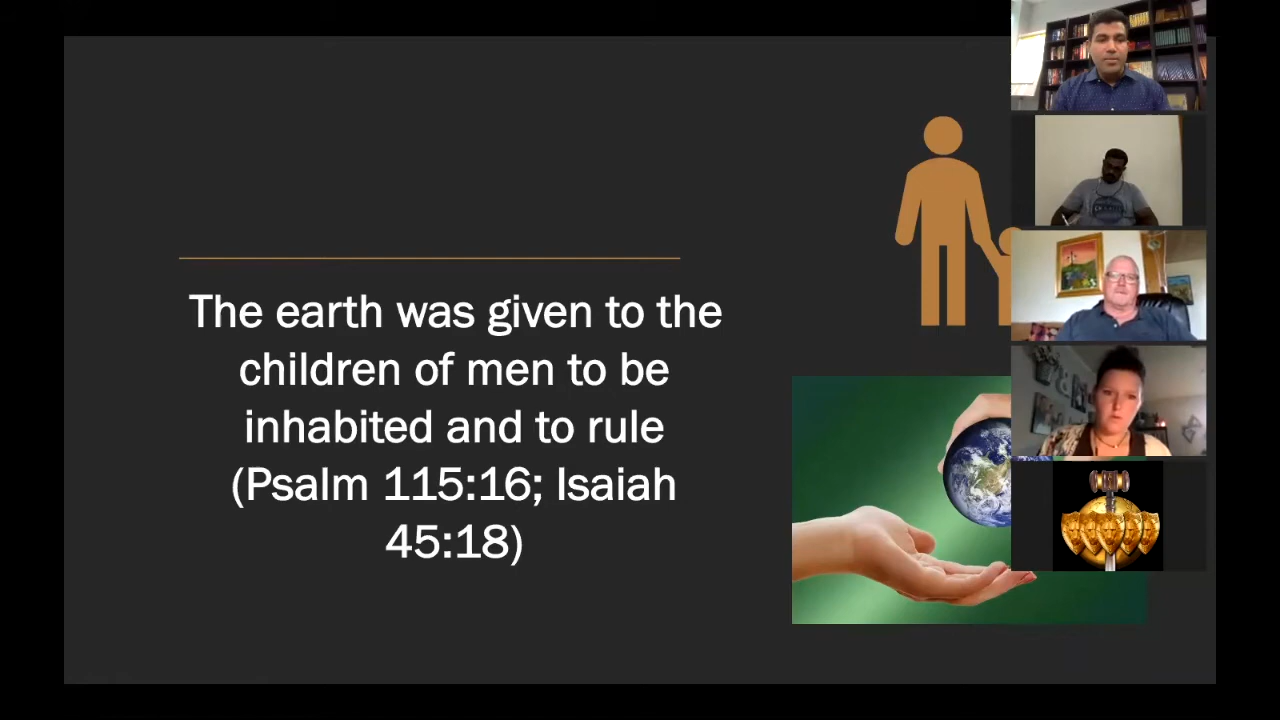 The earth was given to the
children of men to be
inhabited and to rule
(Psalm 115:16; Isaiah
45:18)